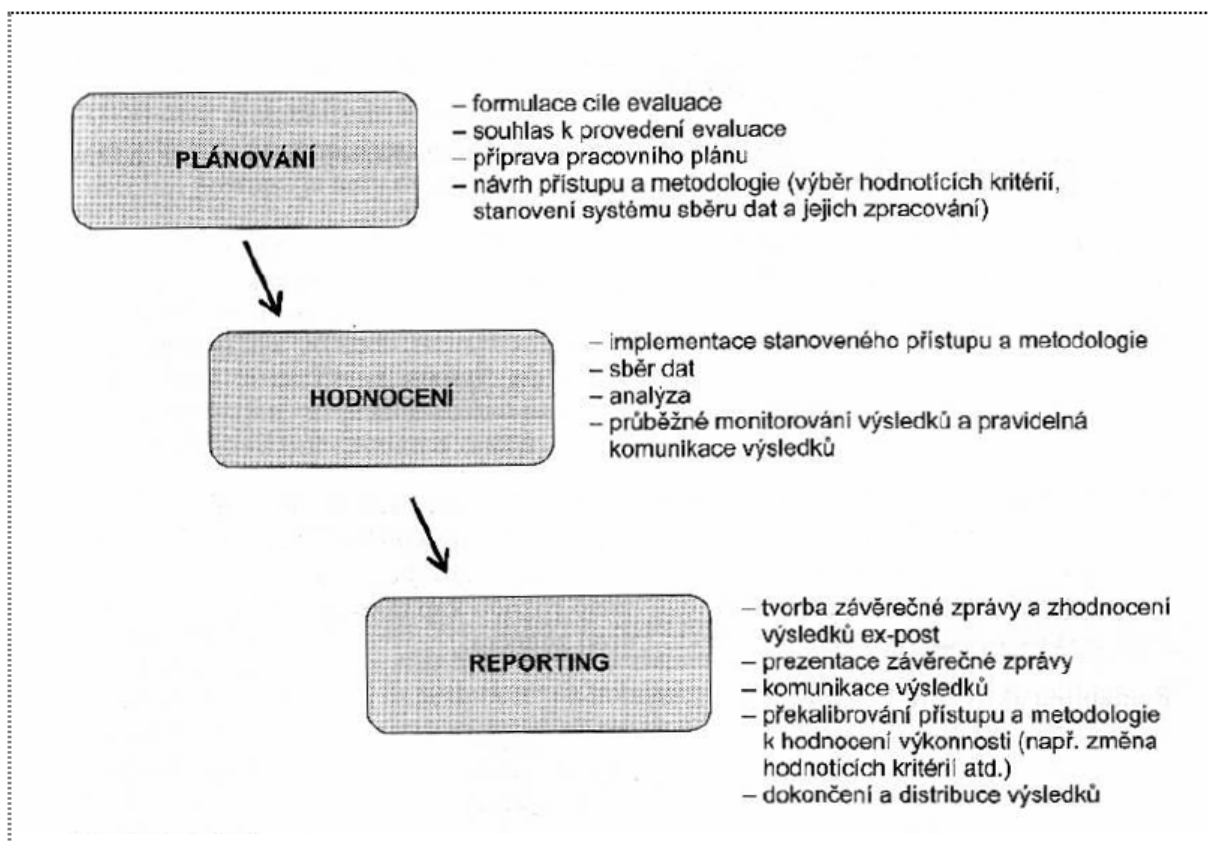 PLÁNOVÁNÍ
– formulace cíle evaluace
– souhlas k provedení evaluace
– příprava pracovního plánu
– návrh přístupu a metodologie (výběr hodnotících kritérií,
stanovení systému sběru dat a jejich zpracování)
HODNOCENÍ
– implementace stanoveného přístupu a metodologie
– sběr dat
– analýza
– průběžné monitorování výsledků a pravidelná
komunikace výsledků
REPORTING
– tvorba závěrečné zprávy a zhodnocení
výsledků ex-post
– prezentace závěrečné zprávy
– komunikace výsledků
– překalibrování přístupu a metodologie
k hodnocení výkonnosti (např. změna
hodnotících kritérií atd.)
– dokončení a distribuce výsledků